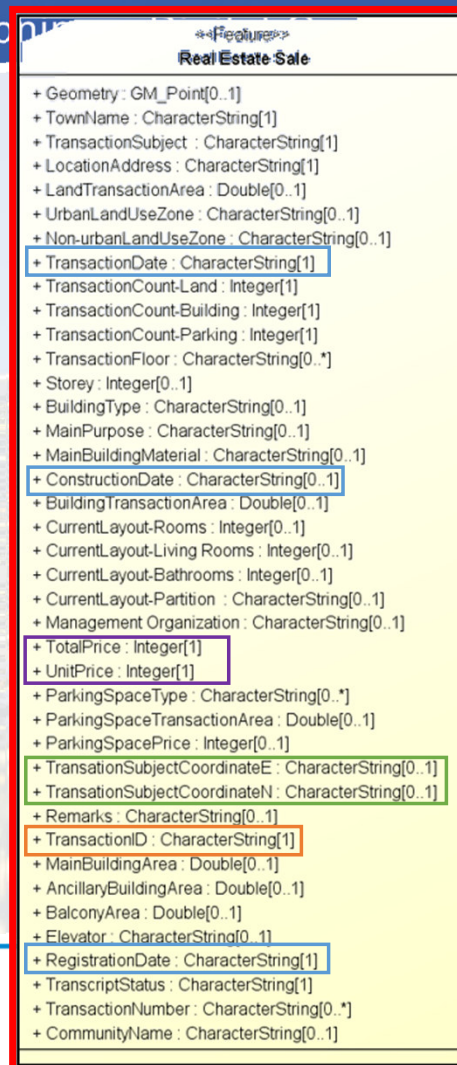 <<Feature>>
Real Estate Sale
+ Geometry : GM_Point[0..1]
+ TownName : CharacterString[1]
+ TransactionSubject : CharacterString[1]
+ LocationAddress : CharacterString[1]
+ LandTransactionArea : Double[0..1]
+ UrbanLandUseZone : CharacterString[0..1]
+ Non-urbanLandUseZone : CharacterString[0..1]
+ TransactionDate : CharacterString[1]
+ TransactionCount-Land : Integer[1]
+ TransactionCount-Building : Integer[1]
+ TransactionCount-Parking : Integer[1]
+ TransactionFloor : CharacterString[0..*]
+ Storey : Integer[0..1]
+ BuildingType : CharacterString[0..1]
+ MainPurpose : CharacterString[0..1]
+ MainBuildingMaterial : CharacterString[0..1]
+ ConstructionDate : CharacterString[0..1]
+ BuildingTransactionArea : Double[0..1]
+ CurrentLayout-Rooms : Integer[0..1]
+ CurrentLayout-Living Rooms : Integer[0..1]
+ CurrentLayout-Bathrooms : Integer[0..1]
+ CurrentLayout-Partition : CharacterString[0..1]
+ Management Organization : CharacterString[0..1]
+ TotalPrice : Integer[1]
+ UnitPrice : Integer[1]
+ ParkingSpaceType : CharacterString[0..*]
+ ParkingSpaceTransactionArea : Double[0..1]
+ ParkingSpacePrice : Integer[0..1]
+ TransationSubjectCoordinateE : CharacterString[0..1]
+ TransationSubjectCoordinateN : CharacterString[0..1]
+ Remarks : CharacterString[0..1]
+ TransactionID : CharacterString[1]
+ MainBuildingArea : Double[0..1]
+ AncillaryBuildingArea : Double[0..1]
+ BalconyArea : Double[0..1]
+ Elevator : CharacterString[0..1]
+ RegistrationDate : CharacterString[1]
+ TranscriptStatus : CharacterString[1]
+ TransactionNumber : CharacterString[0..*]
+ CommunityName : CharacterString[0..1]